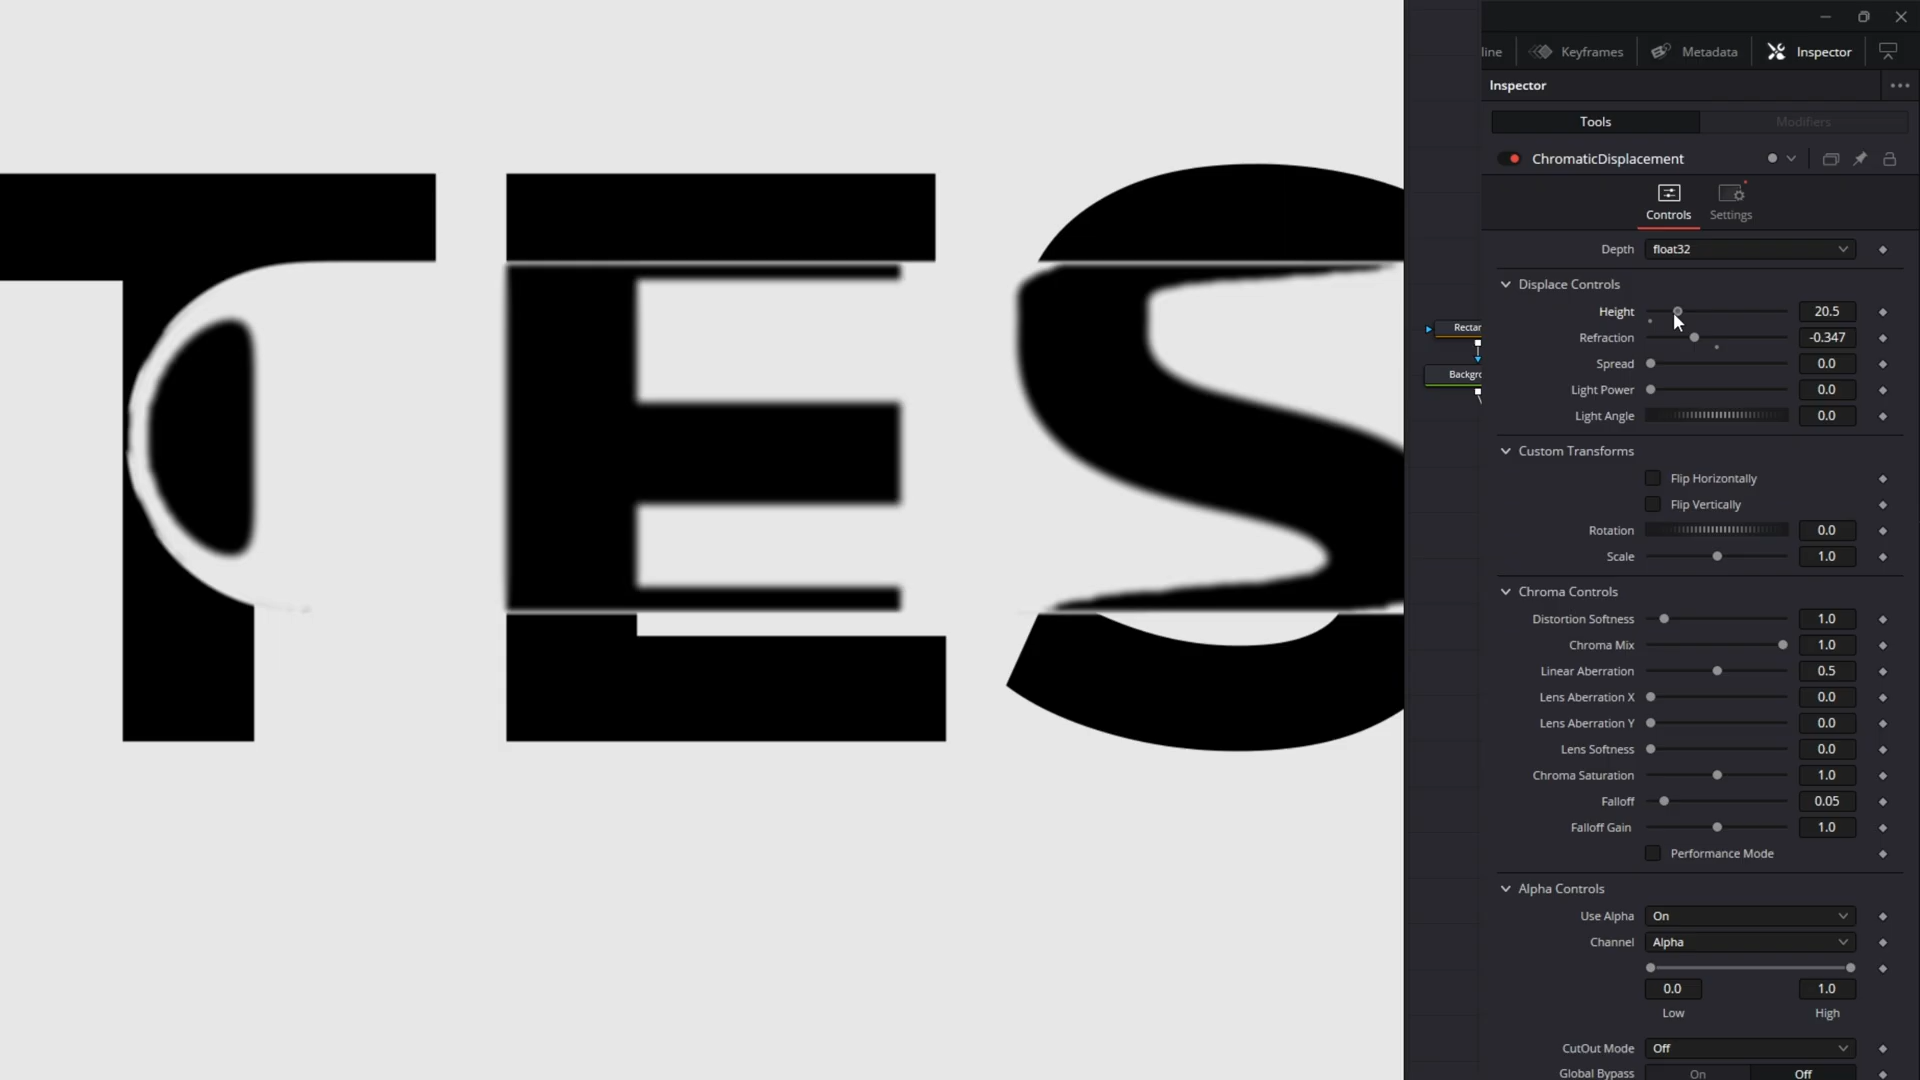 TES
line
Keyframes
Metadata
Inspector
Inspector
Tools
Modifiers
ChromaticDisplacement
Controls
Settings
Depth float32
Displace Controls
Height 20.5
Refraction -0.347
Spread 0.0
Light Power 0.0
Light Angle 0.0
Custom Transforms
Flip Horizontally
Flip Vertically
Rotation 0.0
Scale 1.0
Chroma Controls
Distortion Softness 1.0
Chroma Mix 1.0
Linear Aberration 0.5
Lens Aberration X 0.0
Lens Aberration Y 0.0
Lens Softness 0.0
Chroma Saturation 1.0
Falloff 0.05
Falloff Gain 1.0
Performance Mode
Alpha Controls
Use Alpha On
Channel Alpha
0.0 1.0
Low High
CutOut Mode Off
Global Bypass On Off
Rectar
Backgro